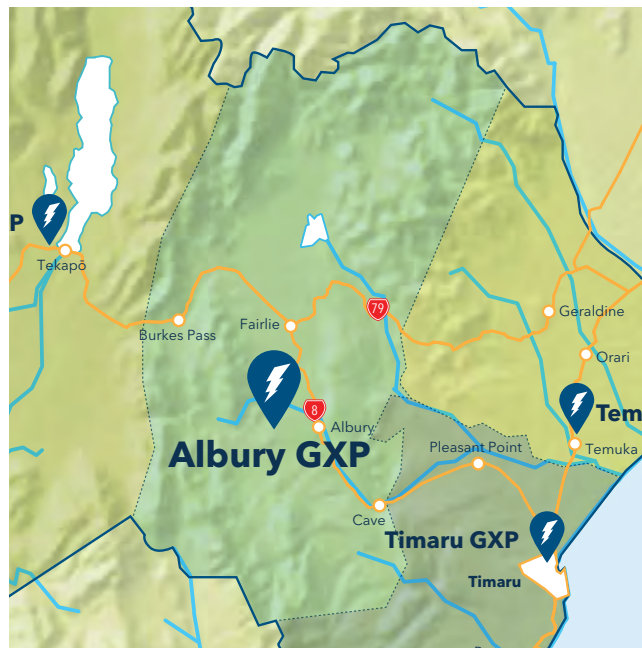 P
Tekapō
Burkes Pass
Fairlie
79
Geraldine
Orari
8
Albury
Tem
Albury GXP
Pleasant Point
Temuka
Cave
Timaru GXP
Timaru